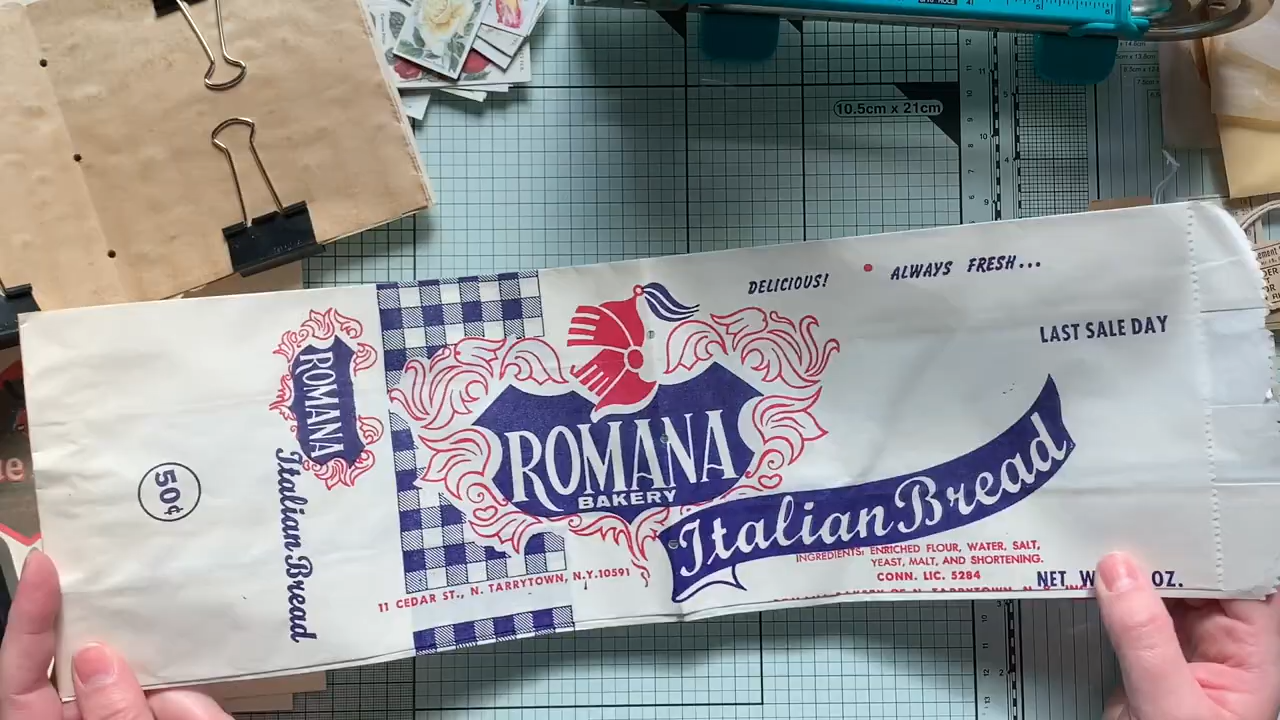 10.5cm x 21cm
DELICIOUS! • ALWAYS FRESH...
LAST SALE DAY
ROMANA
BAKERY
Italian Bread
INGREDIENTS: ENRICHED FLOUR, WATER, SALT,
YEAST, MALT, AND SHORTENING.
CONN. LIC. 5284
NET W OZ.
11 CEDAR ST., N. TARRYTOWN, N.Y. 10591
ROMANA
Italian Bread
50¢